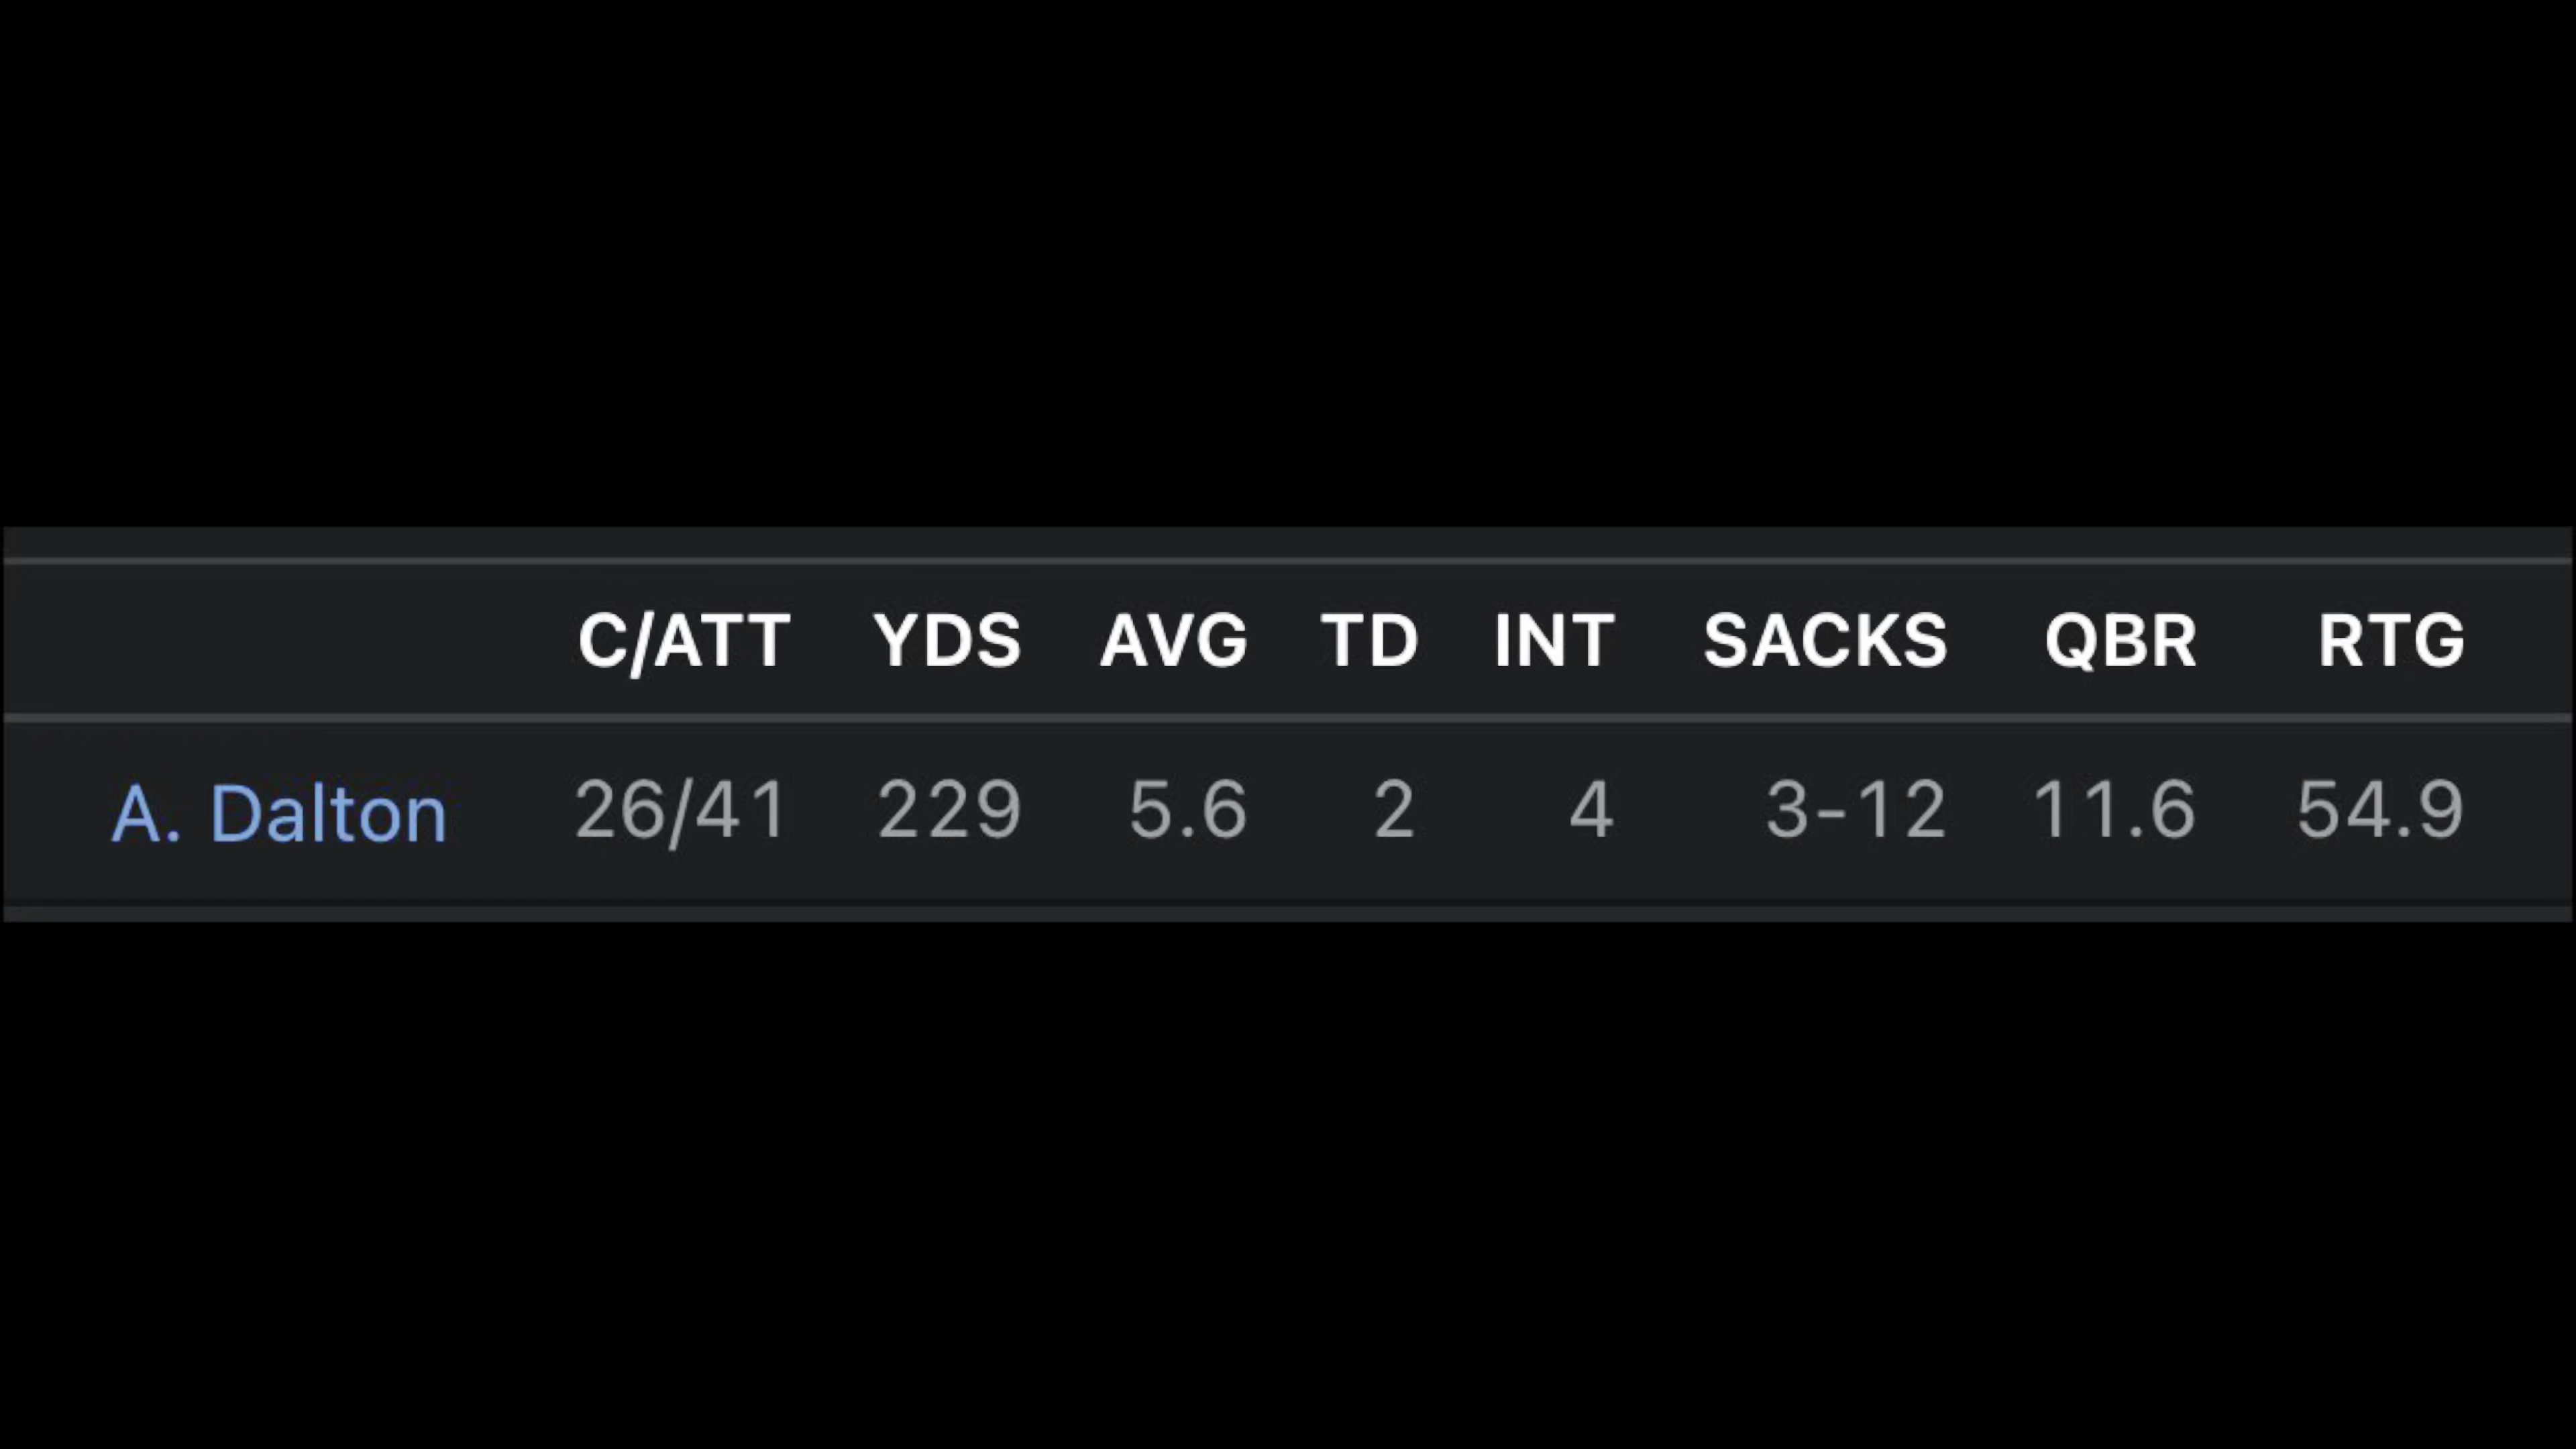 C/ATT YDS AVG TD INT SACKS QBR RTG
A. Dalton 26/41 229 5.6 2 4 3-12 11.6 54.9